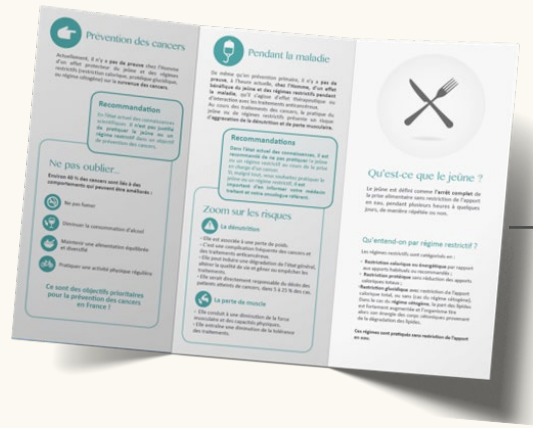 Prévention des cancers
Actuellement, il n'y a pas de preuve chez l'Homme
d'un effet protecteur du jeûne et des régimes
restrictifs (restriction calorique, protéique/glucidique,
ou régime cétogène) sur la survenue des cancers.
Recommandation
En l'état actuel des connaissances
scientifiques, il n'est pas justifié
de pratiquer le jeûne ou un
régime restrictif dans un objectif
de prévention des cancers.
Ne pas oublier...
Environ 40 % des cancers sont liés à des
comportements qui peuvent être améliorés :
Ne pas fumer
Diminuer la consommation d'alcool
Maintenir une alimentation équilibrée
et diversifié
Pratiquer une activité physique régulière
Ce sont des objectifs prioritaires
pour la prévention des cancers
en France !
Pendant la maladie
De même qu'en prévention primaire, il n'y a pas de
preuve, à l'heure actuelle, chez l'Homme, d'un effet
bénéfique du jeûne et des régimes restrictifs pendant
la maladie, qu'il s'agisse d'effet thérapeutique ou
d'interaction avec les traitements anticancéreux.
Au cours des traitements des cancers, la pratique du
jeûne ou de régimes restrictifs présente un risque
d'aggravation de la dénutrition et de perte musculaire.
Recommandations
Dans l'état actuel des connaissances, il est
recommandé de ne pas pratiquer le jeûne
ou un régime restrictif au cours de la prise
en charge d'un cancer.
Si, malgré tout, vous souhaitez pratiquer le
jeûne ou un régime restrictif, il est
important d'en informer votre médecin
traitant et votre oncologue référent.
Zoom sur les risques
La dénutrition
- Elle est associée à une perte de poids.
- C'est une complication fréquente des cancers et
des traitements anticancéreux.
- Elle peut induire une dégradation de l'état général,
altérer la qualité de vie et gêner ou empêcher les
traitements.
- Elle serait directement responsable du décès des
patients atteints de cancers, dans 5 à 25 % des cas.
La perte de muscle
- Elle conduit à une diminution de la force
musculaire et des capacités physiques.
- Elle entraîne une diminution de la tolérance
des traitements.
Qu'est-ce que le jeûne ?
Le jeûne est défini comme l'arrêt complet de
la prise alimentaire sans restriction de l'apport
en eau, pendant plusieurs heures à quelques
jours, de manière répétée ou non.
Qu'entend-on par régime restrictif ?
Les régimes restrictifs sont catégorisés en :
- Restriction calorique ou énergétique par rapport
aux apports habituels ou recommandés ;
- Restriction protéique sans réduction des apports
caloriques totaux ;
- Restriction glucidique avec restriction de l'apport
calorique total, ou sans (cas du régime cétogène).
Dans le cas du régime cétogène, la part des lipides
est fortement augmentée et l'organisme tire
alors son énergie des corps cétoniques provenant
de la dégradation des lipides.
Ces régimes sont pratiqués sans restriction de l'apport
en eau.